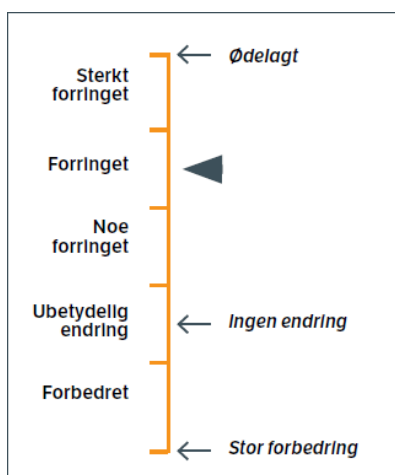 Ødelagt
Sterkt
forringet
Forringet
Noe
forringet
Ubetydelig
endring
Ingen endring
Forbedret
Stor forbedring